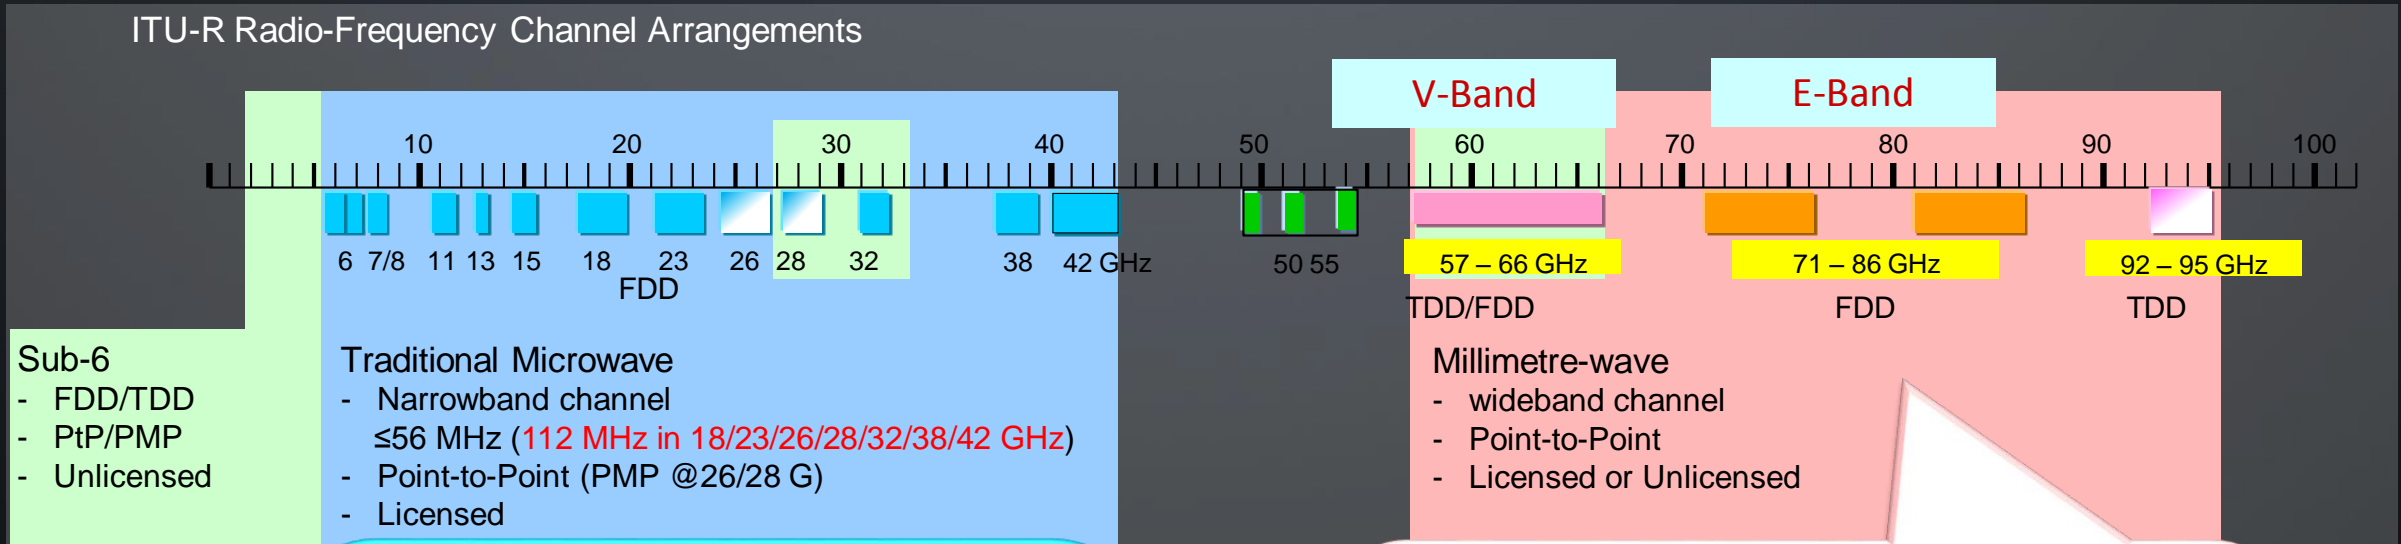 ITU-R Radio-Frequency Channel Arrangements
V-Band
E-Band
10 20 30 40 50 60 70 80 90 100
6 7/8 11 13 15 18 23 26 28 32 38 42 GHz 50 55 57 – 66 GHz 71 – 86 GHz 92 – 95 GHz
FDD
TDD/FDD
FDD
TDD
Sub-6
- FDD/TDD
- PtP/PMP
- Unlicensed
Traditional Microwave
- Narrowband channel
≤56 MHz (112 MHz in 18/23/26/28/32/38/42 GHz)
- Point-to-Point (PMP @26/28 G)
- Licensed
Millimetre-wave
- wideband channel
- Point-to-Point
- Licensed or Unlicensed